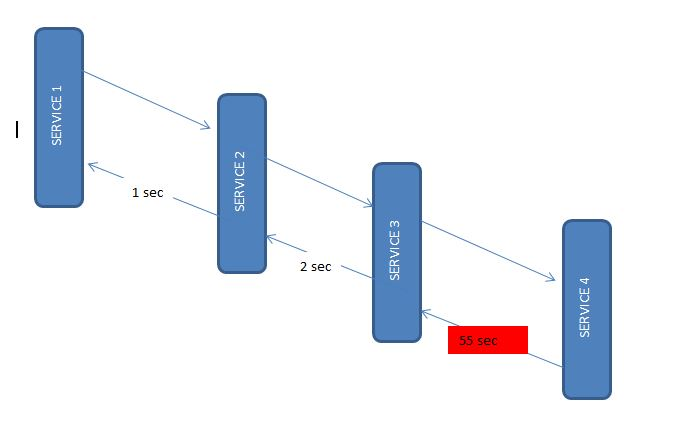 SERVICE 1
SERVICE 2
1 sec
SERVICE 3
2 sec
SERVICE 4
55 sec